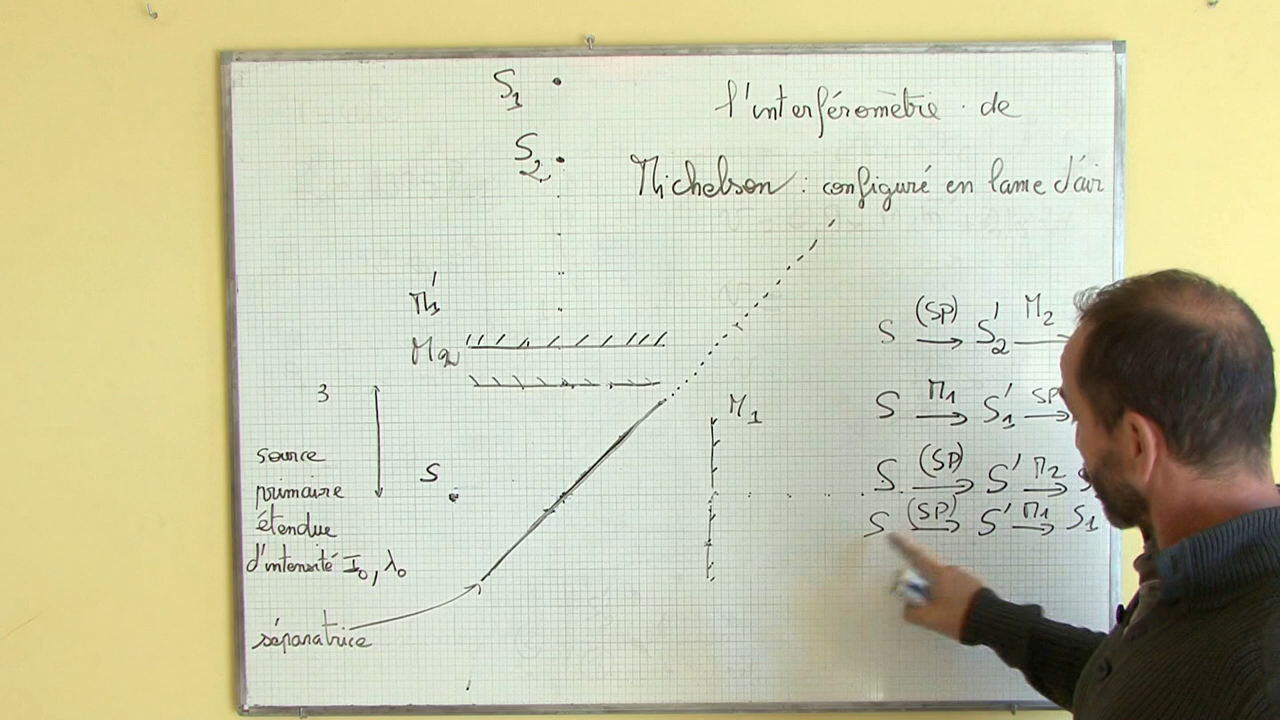 l'interféromètre de
Michelson : configuré en lame d'air
S1
S2
M'1
M2
3
source
primaire
étendue
d'intensité I0, λ0
séparatrice
S
M1
S (SP) → S'2 M2 →
S M1 → S'1 SP →
S (SP) → S' M2 →
S (SP) → S' M1 → S1